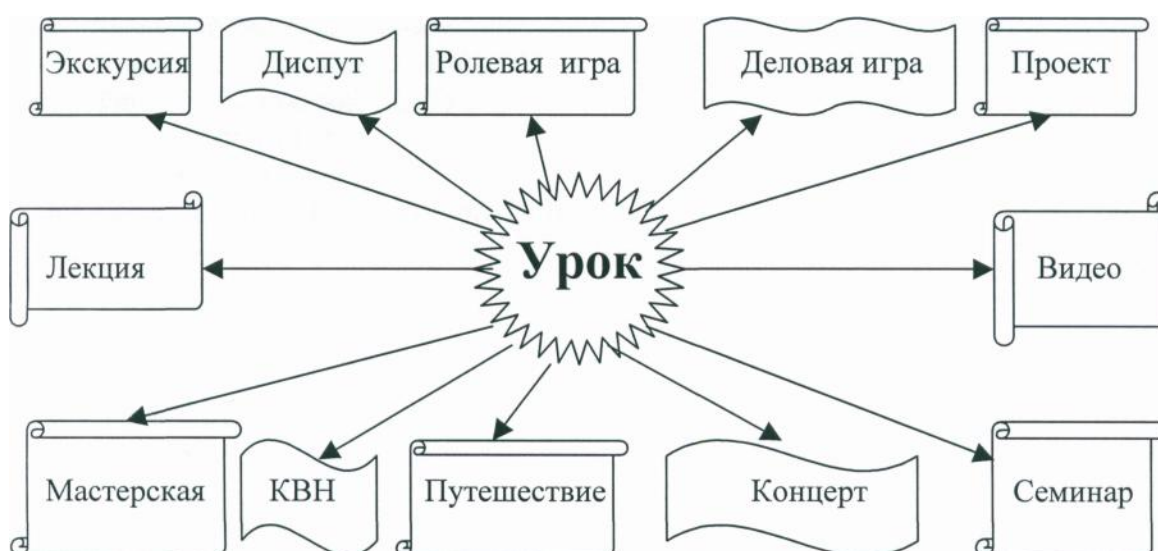 Экскурсия Диспут Ролевая игра Деловая игра Проект
Лекция Урок Видео
Мастерская КВН Путешествие Концерт Семинар